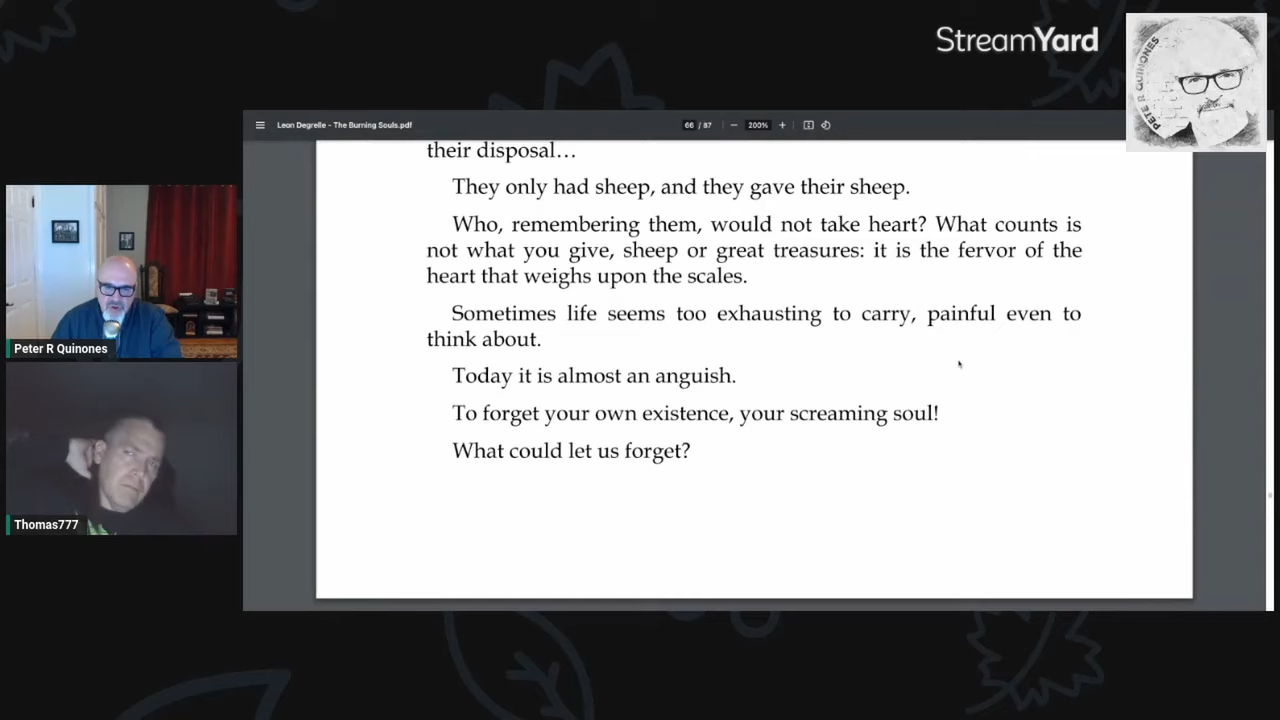 StreamYard
PETER R QUINONES
Leon Degrelle - The Burning Souls.pdf
66 / 87
200%
their disposal…
They only had sheep, and they gave their sheep.
Who, remembering them, would not take heart? What counts is
not what you give, sheep or great treasures: it is the fervor of the
heart that weighs upon the scales.
Sometimes life seems too exhausting to carry, painful even to
think about.
Today it is almost an anguish.
To forget your own existence, your screaming soul!
What could let us forget?
Peter R Quinones
Thomas777